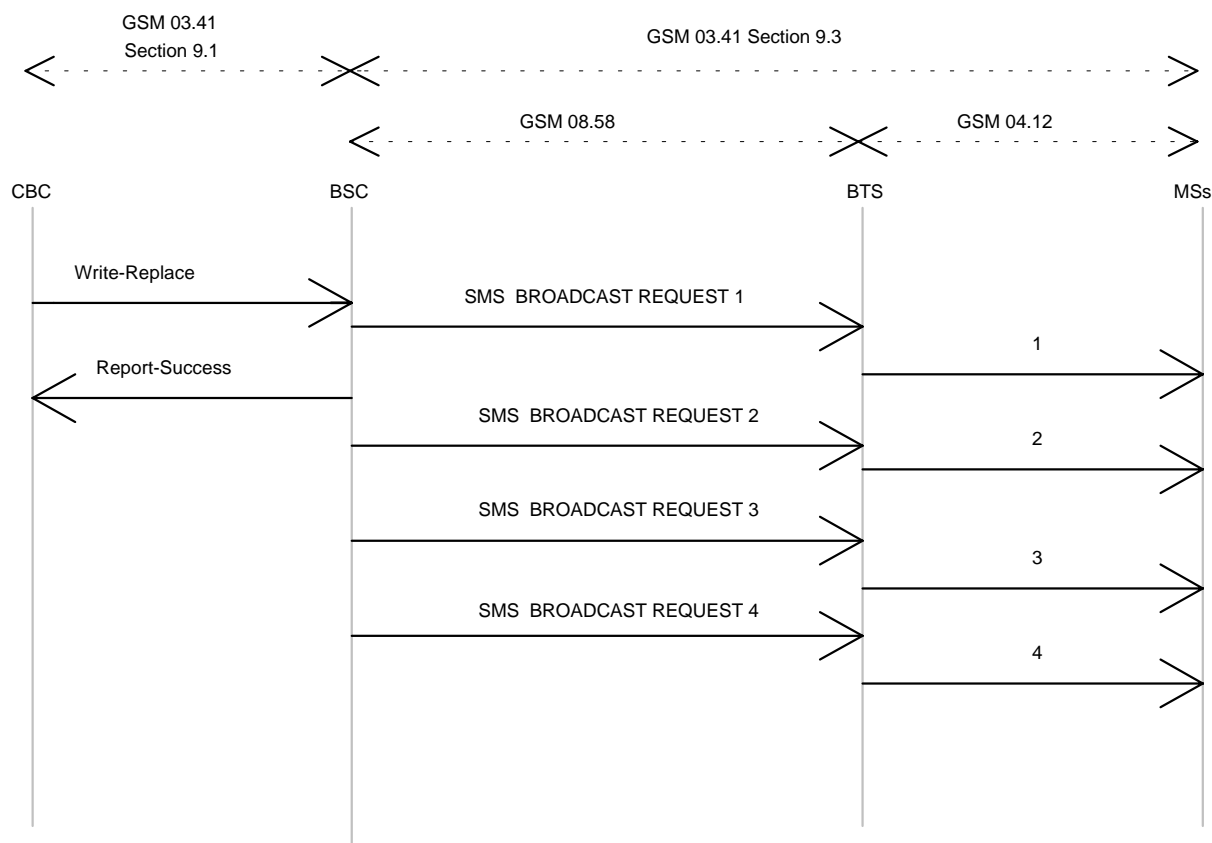 GSM 03.41
Section 9.1
GSM 03.41 Section 9.3
GSM 08.58
GSM 04.12
CBC
BSC
BTS
MSs
Write-Replace
SMS BROADCAST REQUEST 1
1
Report-Success
SMS BROADCAST REQUEST 2
2
SMS BROADCAST REQUEST 3
3
SMS BROADCAST REQUEST 4
4